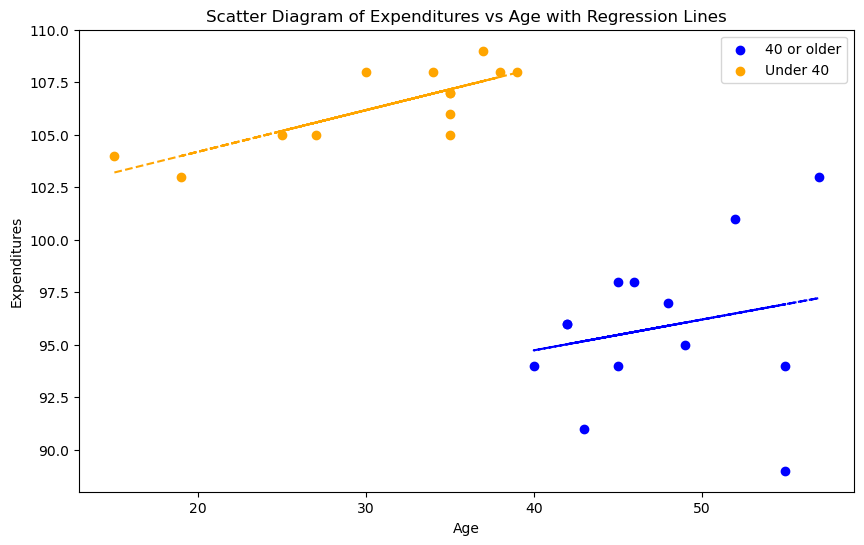 Scatter Diagram of Expenditures vs Age with Regression Lines
110.0
107.5
105.0
102.5
100.0
97.5
95.0
92.5
90.0
Expenditures
40 or older
Under 40
20 30 40 50
Age